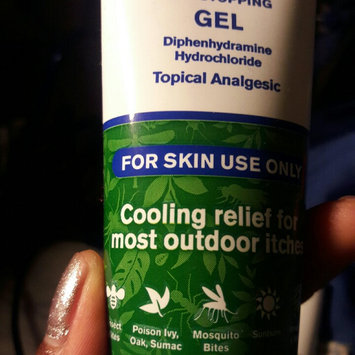 GEL
Diphenhydramine
Hydrochloride
Topical Analgesic
FOR SKIN USE ONLY
Cooling relief for
most outdoor itches
Poison Ivy,
Oak, Sumac
Mosquito
Bites
Sunburn